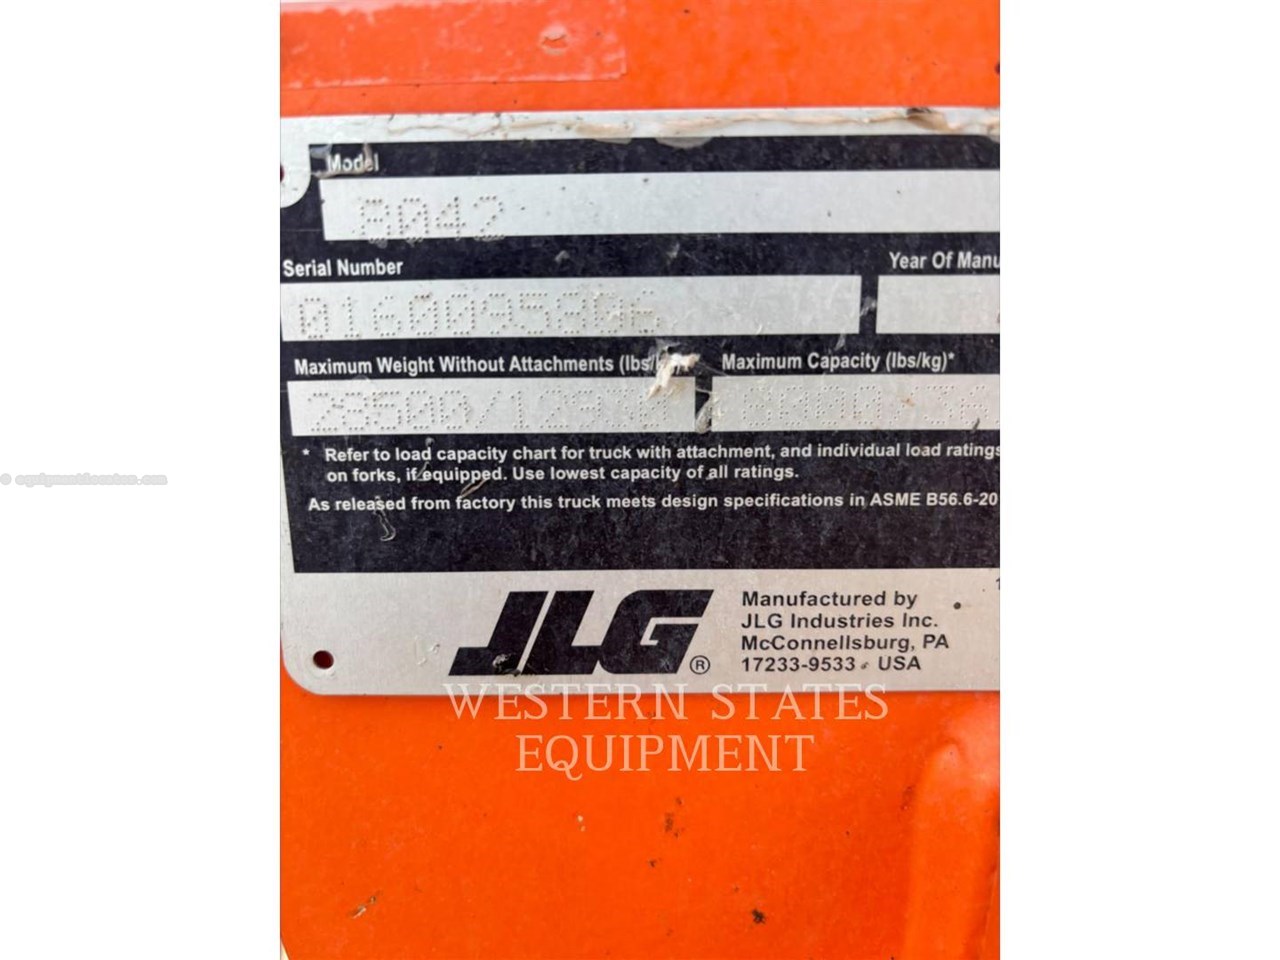 Model
8042
Serial Number
Year Of Manu
Maximum Weight Without Attachments (lbs/k
Maximum Capacity (lbs/kg)*
* Refer to load capacity chart for truck with attachment, and individual load ratings
on forks, if equipped. Use lowest capacity of all ratings.
As released from factory this truck meets design specifications in ASME B56.6-20
JLG®
Manufactured by
JLG Industries Inc.
McConnellsburg, PA
17233-9533 USA
WESTERN STATES
EQUIPMENT
© equipmentlocator.com